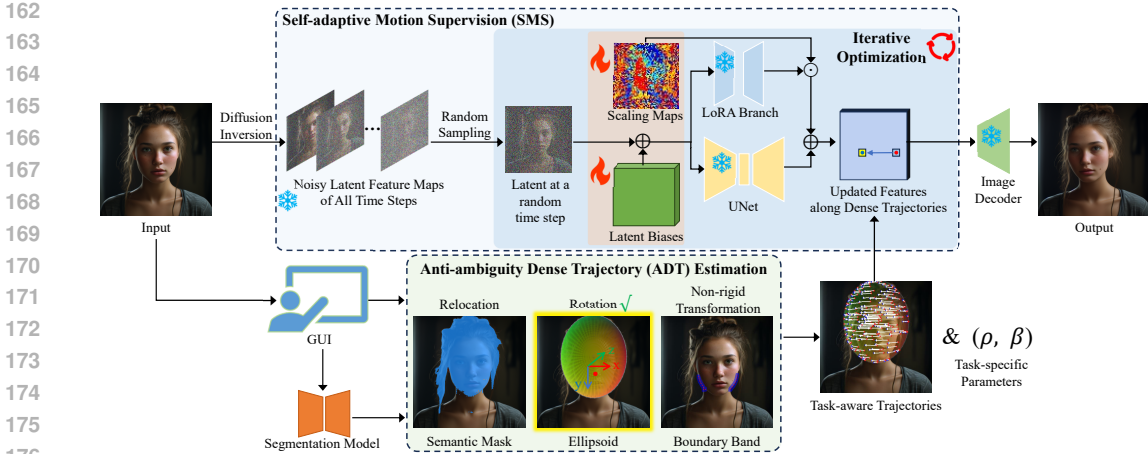 162
163
164
165
166
167
168
169
170
171
172
173
174
175
176
Self-adaptive Motion Supervision (SMS)
Iterative
Optimization
Diffusion
Inversion
Random
Sampling
Scaling Maps
LoRA Branch
Noisy Latent Feature Maps
of All Time Steps
Latent at a
random
time step
Latent Biases
UNet
Updated Features
along Dense Trajectories
Image
Decoder
Input
Output
Anti-ambiguity Dense Trajectory (ADT) Estimation
Relocation
Rotation √
Non-rigid
Transformation
x
y
GUI
Segmentation Model
Semantic Mask
Ellipsoid
Boundary Band
Task-aware Trajectories
& (ρ, β)
Task-specific
Parameters